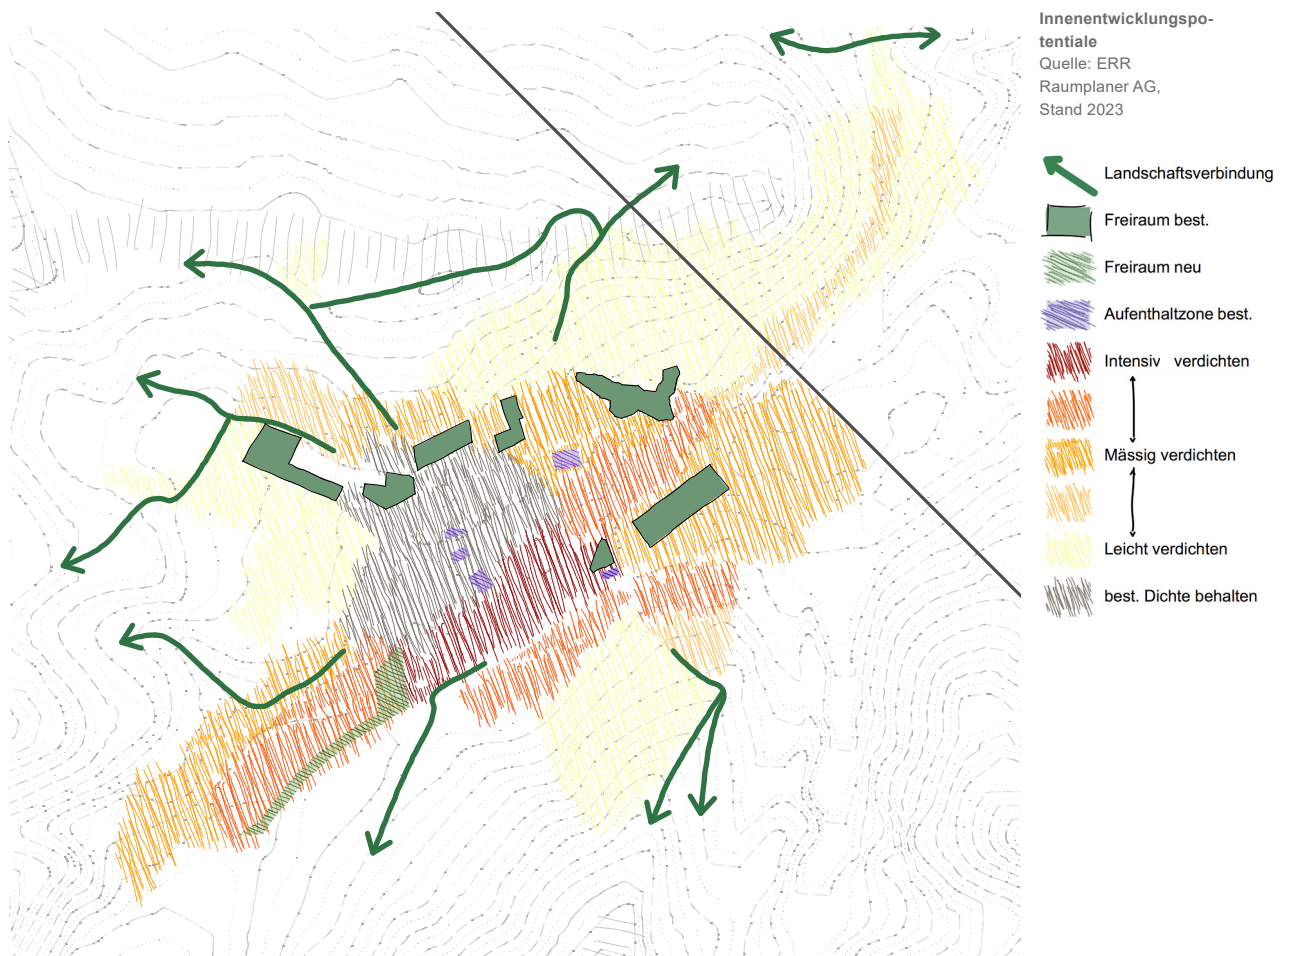 Innenentwicklungspo-
tentiale
Quelle: ERR
Raumplaner AG,
Stand 2023
Landschaftsverbindung
Freiraum best.
Freiraum neu
Aufenthaltzone best.
Intensiv verdichten
Mässig verdichten
Leicht verdichten
best. Dichte behalten